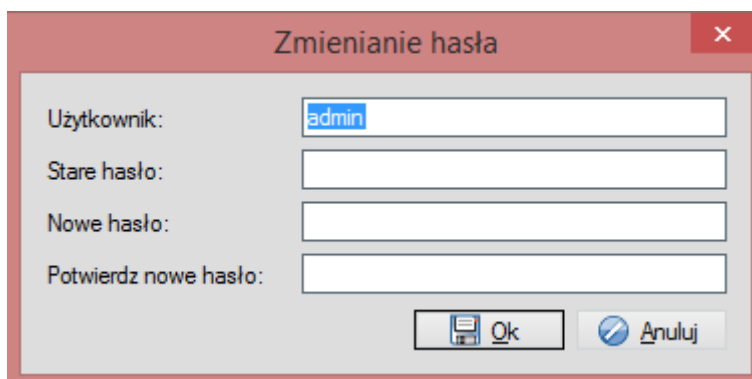 Zmienianie hasła
Użytkownik: admin
Stare hasło:
Nowe hasło:
Potwierdz nowe hasło:
Ok Anuluj